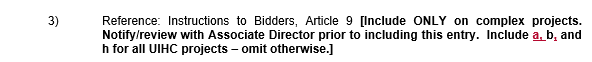 3) Reference: Instructions to Bidders, Article 9 [Include ONLY on complex projects.
Notify/review with Associate Director prior to including this entry. Include a, b, and
h for all UIHC projects – omit otherwise.]